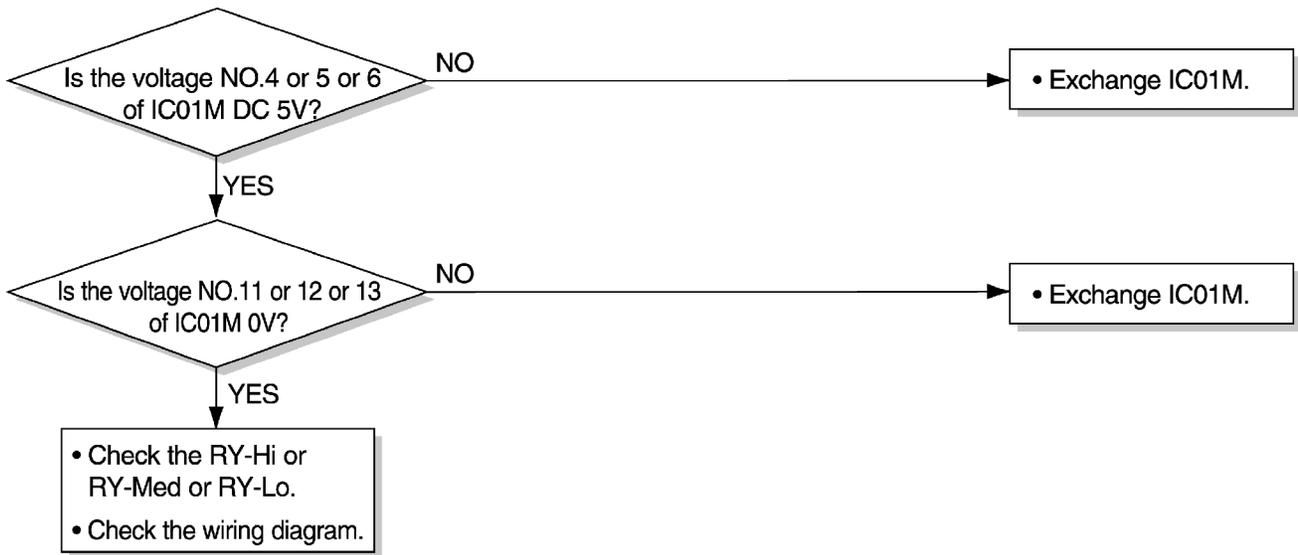 Is the voltage NO.4 or 5 or 6
of IC01M DC 5V?
NO
• Exchange IC01M.
YES
Is the voltage NO.11 or 12 or 13
of IC01M 0V?
NO
• Exchange IC01M.
YES
• Check the RY-Hi or
RY-Med or RY-Lo.
• Check the wiring diagram.